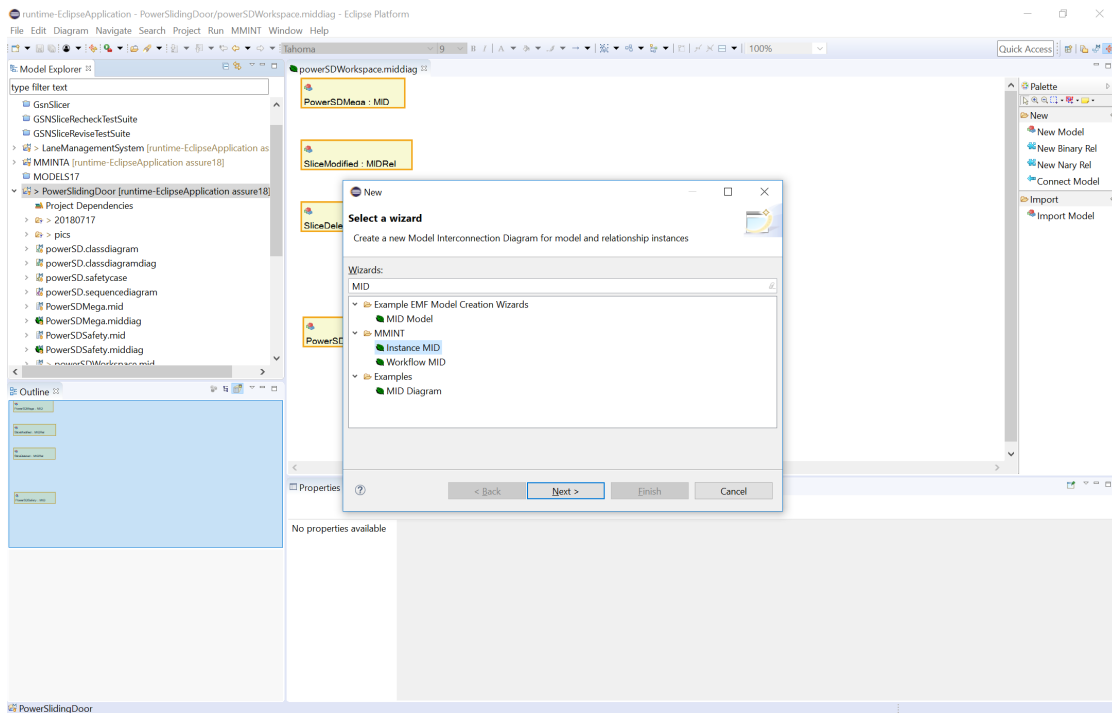 runtime-EclipseApplication - PowerSlidingDoor/powerSDWorkspace.middiag - Eclipse Platform
File Edit Diagram Navigate Search Project Run MMINT Window Help
Tahoma 9 B I A 100% Quick Access
Model Explorer
powerSDWorkspace.middiag
type filter text
GsnSlicer
GSNSliceRecheckTestSuite
GSNSliceReviseTestSuite
> LaneManagementSystem [runtime-EclipseApplication as
MMINTA [runtime-EclipseApplication assure18]
MODELS17
> PowerSlidingDoor [runtime-EclipseApplication assure18]
Project Dependencies
> 20180717
> pics
powerSD.classdiagram
powerSD.classdiagramdiag
powerSD.safetycase
powerSD.sequencediagram
PowerSDMega.mid
PowerSDMega.middiag
PowerSDSafety.mid
PowerSDSafety.middiag
> powerSDWorkspace.mid
PowerSDMega : MID
SliceModified : MIDRel
SliceDele
PowerSD
Palette
New
New Model
New Binary Rel
New Nary Rel
Connect Model
Import
Import Model
New
Select a wizard
Create a new Model Interconnection Diagram for model and relationship instances
Wizards:
MID
Example EMF Model Creation Wizards
MID Model
MMINT
Instance MID
Workflow MID
Examples
MID Diagram
< Back Next > Finish Cancel
Outline
Properties
No properties available
PowerSlidingDoor